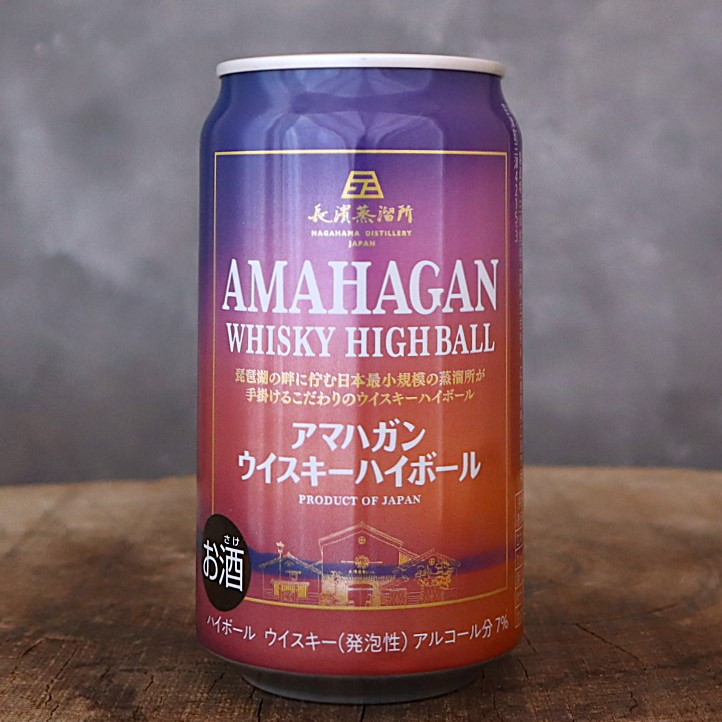 長濱蒸溜所
NAGAHAMA DISTILLERY
JAPAN
AMAHAGAN
WHISKY HIGHBALL
琵琶湖の畔に佇む日本最小規模の蒸溜所が
手掛けるこだわりのウイスキーハイボール
アマハガン
ウイスキーハイボール
PRODUCT OF JAPAN
さけ
お酒
ハイボール ウイスキー(発泡性) アルコール分 7%